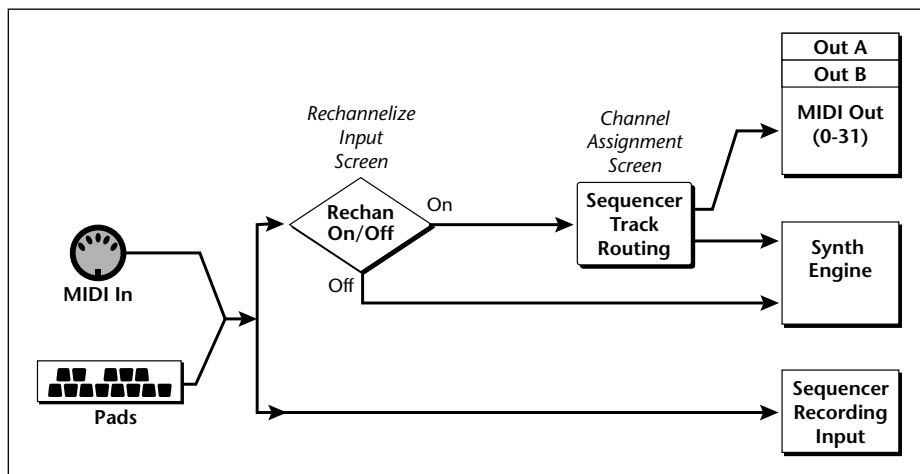 Out A
Out B
MIDI Out
(0-31)
Rechannelize
Input
Screen
Channel
Assignment
Screen
Rechan
On/Off
On
Off
Sequencer
Track
Routing
Synth
Engine
MIDI In
Pads
Sequencer
Recording
Input